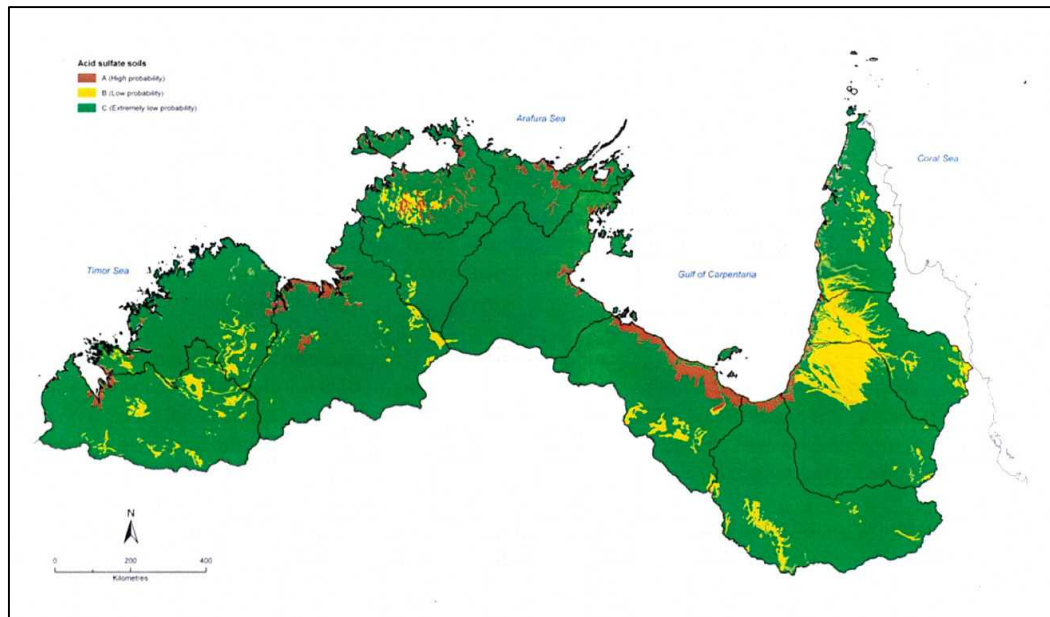 Acid sulfate soils
A (High probability)
B (Low probability)
C (Extremely low probability)
Arafura Sea
Coral Sea
Timor Sea
Gulf of Carpentaria
N
0 200 400
Kilometres